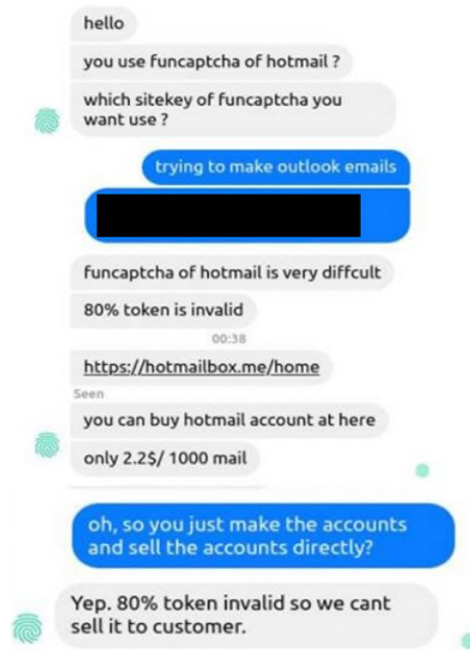 hello
you use funcaptcha of hotmail ?
which sitekey of funcaptcha you
want use ?
trying to make outlook emails
funcaptcha of hotmail is very diffcult
80% token is invalid
00:38
https://hotmailbox.me/home
Seen
you can buy hotmail account at here
only 2.2$/ 1000 mail
oh, so you just make the accounts
and sell the accounts directly?
Yep. 80% token invalid so we cant
sell it to customer.